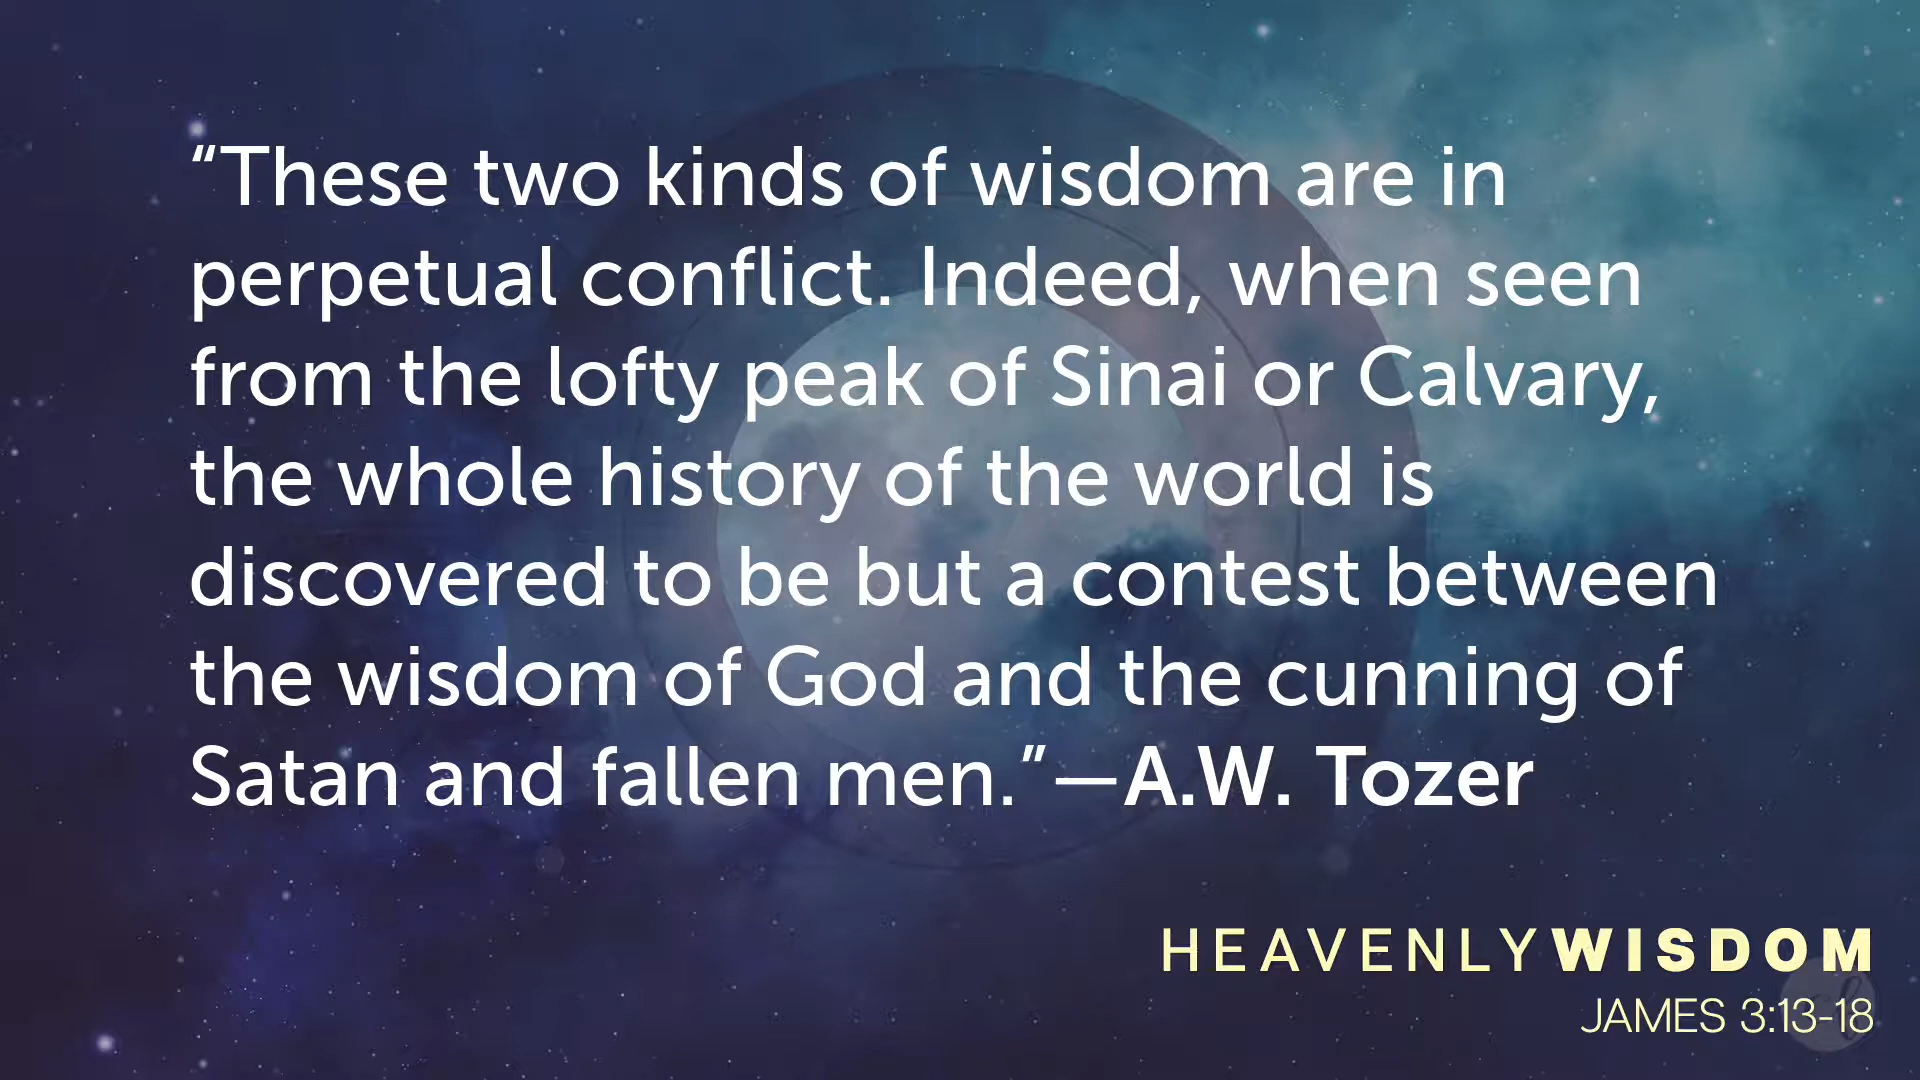 “These two kinds of wisdom are in
perpetual conflict. Indeed, when seen
from the lofty peak of Sinai or Calvary,
the whole history of the world is
discovered to be but a contest between
the wisdom of God and the cunning of
Satan and fallen men.”—A.W. Tozer
HEAVENLYWISDOM
JAMES 3:13-18